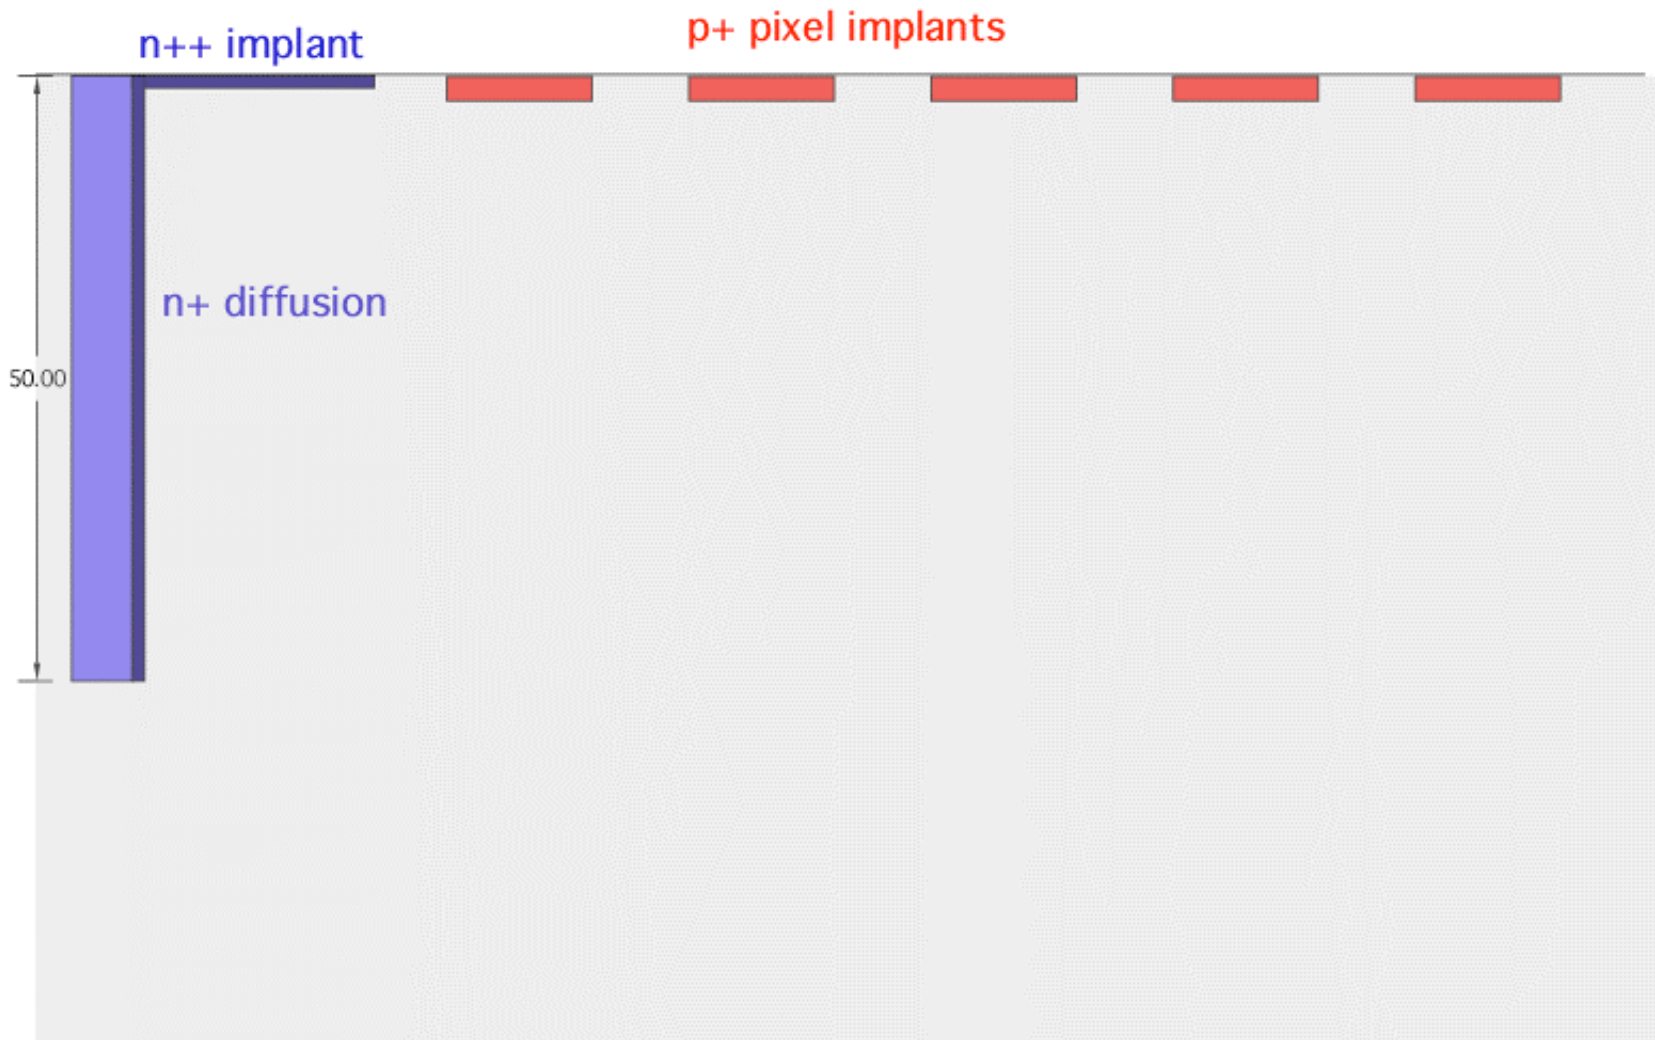 n++ implant
p+ pixel implants
n+ diffusion
50.00